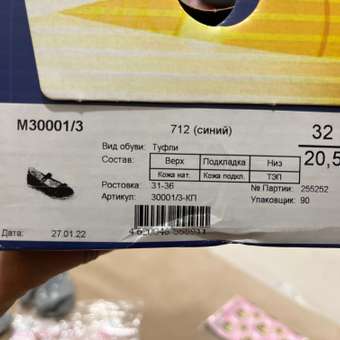 М30001/3 712 (синий) 32
Вид обуви: Туфли 20,5
Состав: Верх Подкладка Низ
Кожа нат. Кожа подкл. ТЭП
Ростовка: 31-36 № Партии: 255252
Артикул: 30001/3-КП Упаковщик: 90
Дата: 27.01.22